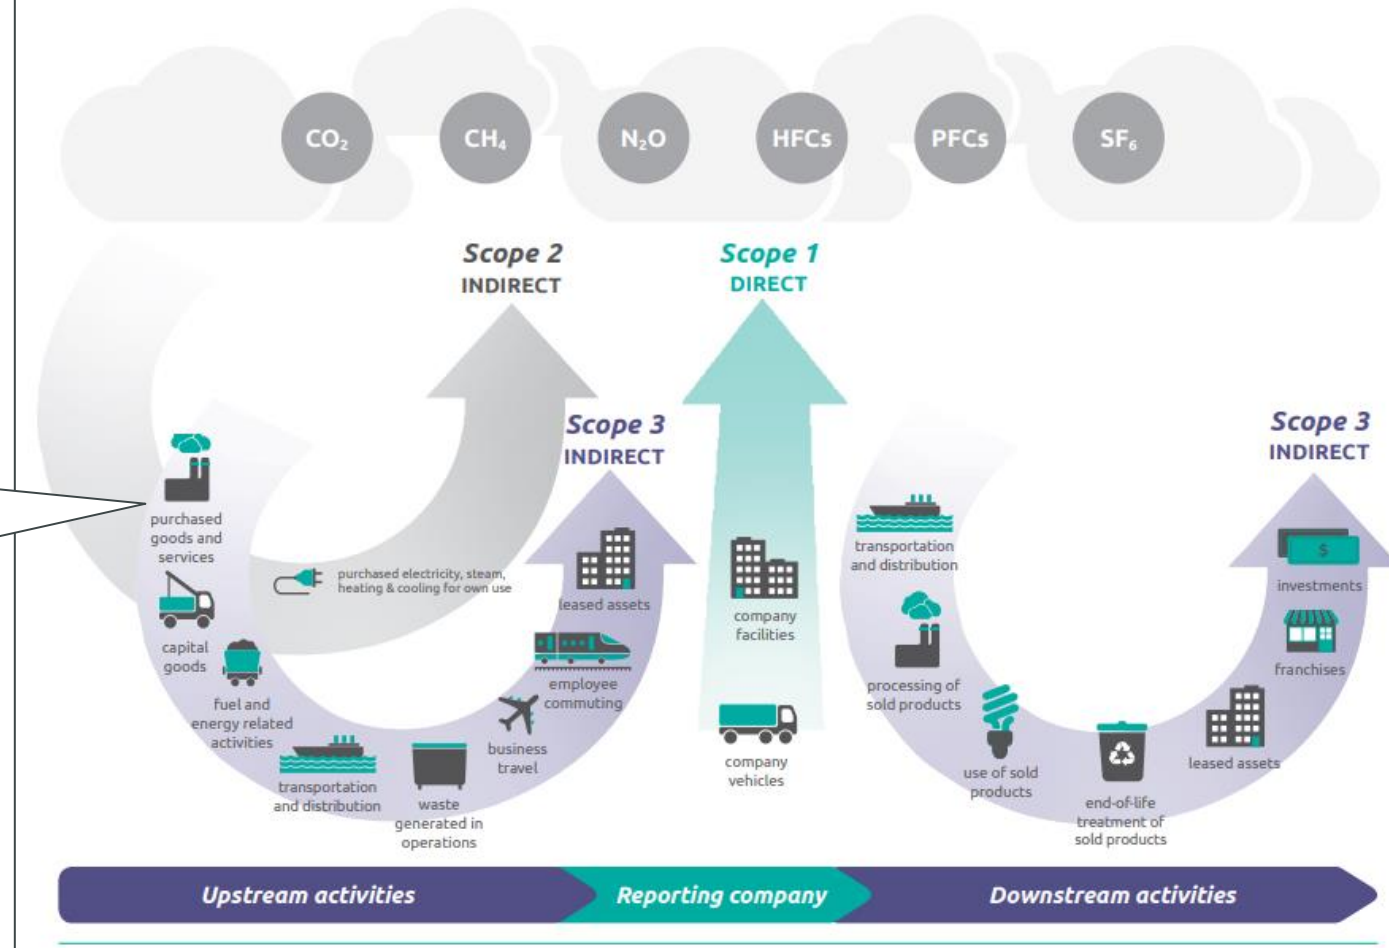 CO₂
CH₄
N₂O
HFCs
PFCs
SF₆
Scope 2
INDIRECT
Scope 1
DIRECT
Scope 3
INDIRECT
Scope 3
INDIRECT
purchased
goods and
services
capital
goods
fuel and
energy related
activities
transportation
and distribution
waste
generated in
operations
business
travel
employee
commuting
leased assets
purchased electricity, steam,
heating & cooling for own use
company
facilities
company
vehicles
transportation
and distribution
processing of
sold products
use of sold
products
end-of-life
treatment of
sold products
leased assets
franchises
investments
$
Upstream activities
Reporting company
Downstream activities